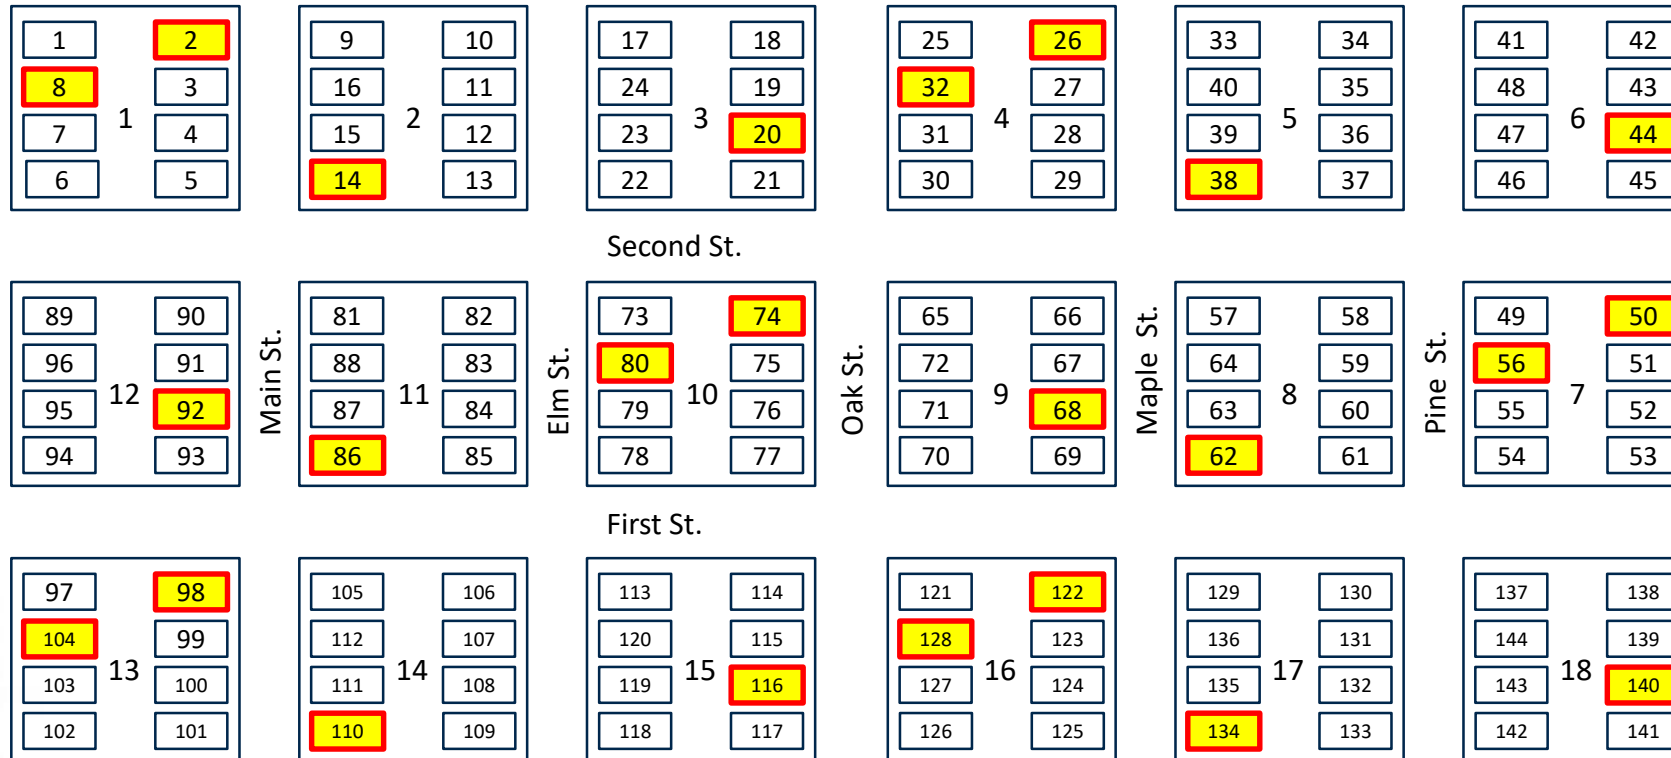 1 2 9 10 17 18 25 26 33 34 41 42
8 3 16 11 24 19 32 27 40 35 48 43
1 2 3 4 5 6
7 4 15 12 23 20 31 28 39 36 47 44
6 5 14 13 22 21 30 29 38 37 46 45
Second St.
89 90 81 82 73 74 65 66 57 58 49 50
96 91 88 83 80 75 72 67 64 59 56 51
Main St.
Elm St.
Oak St.
Maple St.
Pine St.
12 11 10 9 8 7
95 92 87 84 79 76 71 68 63 60 55 52
94 93 86 85 78 77 70 69 62 61 54 53
First St.
97 98 105 106 113 114 121 122 129 130 137 138
104 99 112 107 120 115 128 123 136 131 144 139
13 14 15 16 17 18
103 100 111 108 119 116 127 124 135 132 143 140
102 101 110 109 118 117 126 125 134 133 142 141